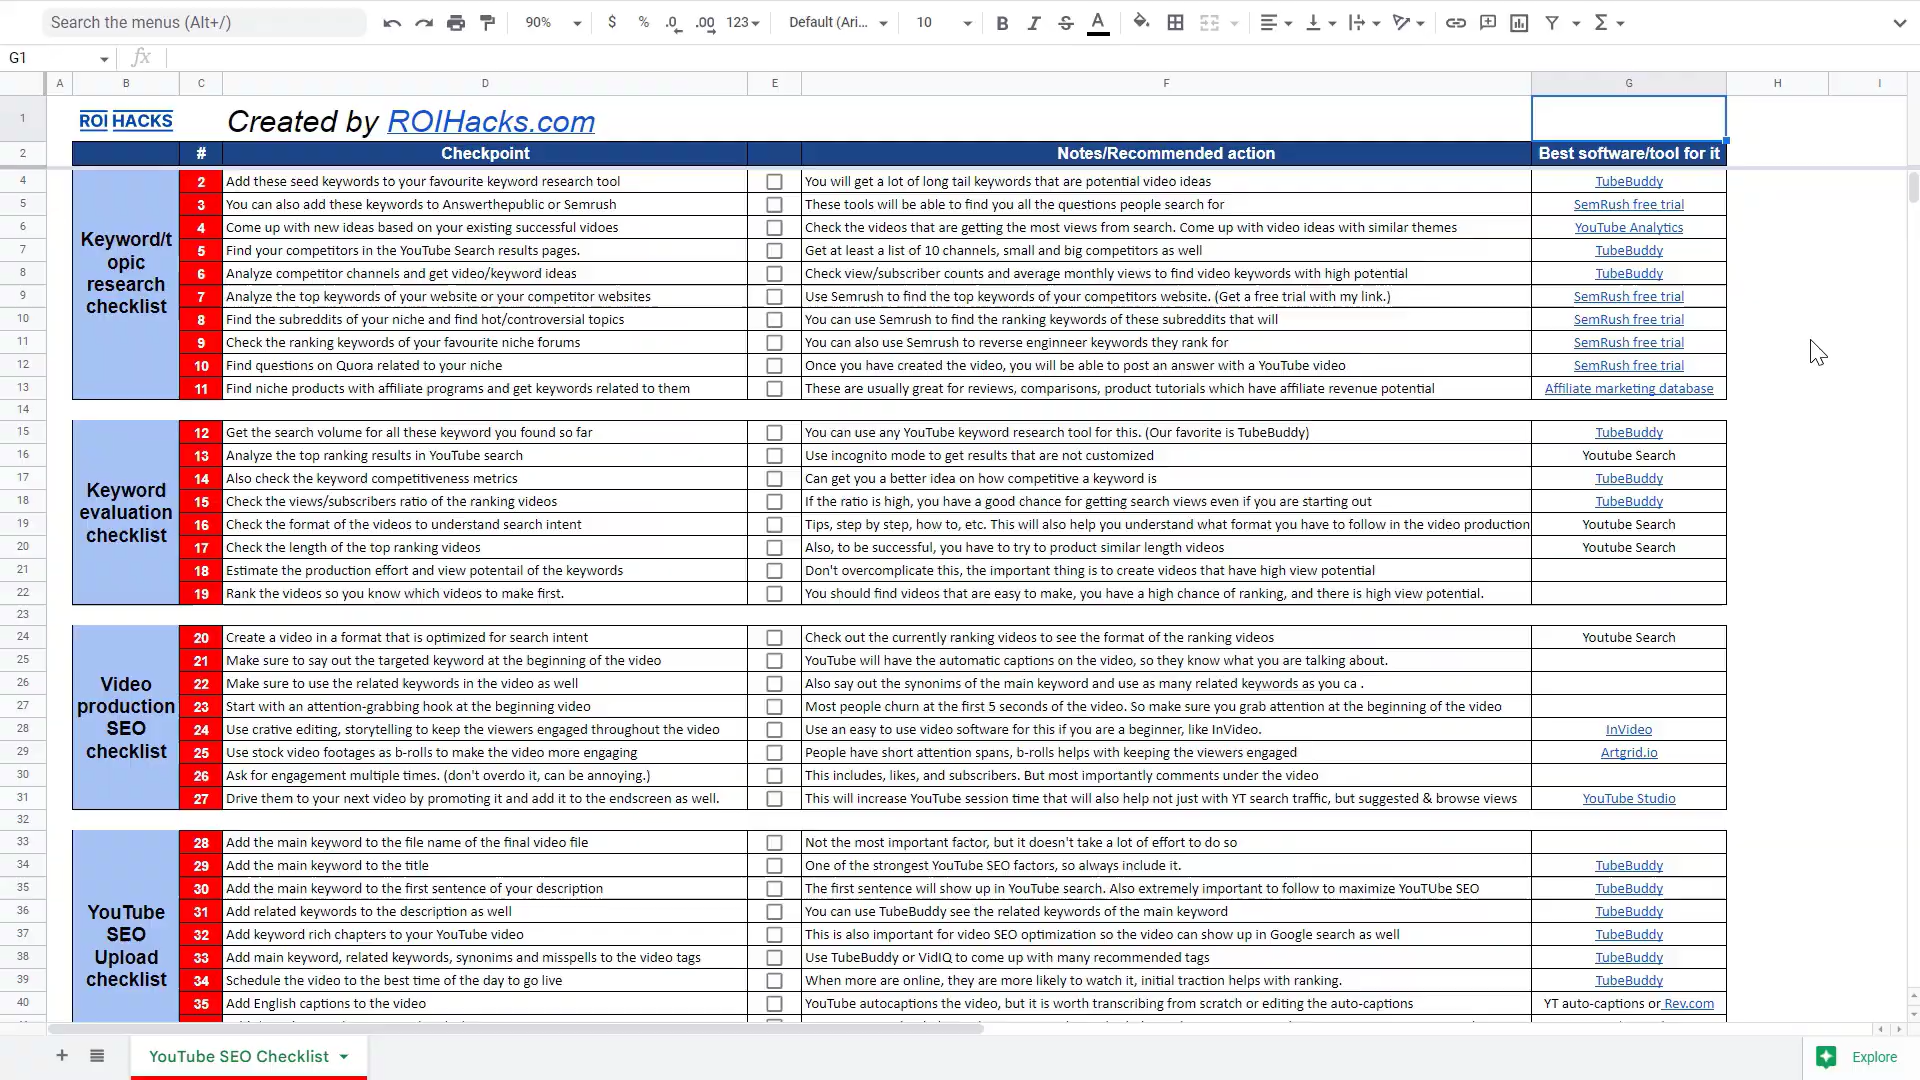 Search the menus (Alt+/)
90%
$ % .0 .00 123
Default (Ari...
10
B I S A
G1
fx
A B C D E F G H I
1 ROI HACKS Created by ROIHacks.com
2 # Checkpoint Notes/Recommended action Best software/tool for it
Keyword/t
opic
research
checklist
4 2 Add these seed keywords to your favourite keyword research tool You will get a lot of long tail keywords that are potential video ideas TubeBuddy
5 3 You can also add these keywords to Answerthepublic or Semrush These tools will be able to find you all the questions people search for SemRush free trial
6 4 Come up with new ideas based on your existing successful vidoes Check the videos that are getting the most views from search. Come up with video ideas with similar themes YouTube Analytics
7 5 Find your competitors in the YouTube Search results pages. Get at least a list of 10 channels, small and big competitors as well TubeBuddy
8 6 Analyze competitor channels and get video/keyword ideas Check view/subscriber counts and average monthly views to find video keywords with high potential TubeBuddy
9 7 Analyze the top keywords of your website or your competitor websites Use Semrush to find the top keywords of your competitors website. (Get a free trial with my link.) SemRush free trial
10 8 Find the subreddits of your niche and find hot/controversial topics You can use Semrush to find the ranking keywords of these subreddits that will SemRush free trial
11 9 Check the ranking keywords of your favourite niche forums You can also use Semrush to reverse enginneer keywords they rank for SemRush free trial
12 10 Find questions on Quora related to your niche Once you have created the video, you will be able to post an answer with a YouTube video SemRush free trial
13 11 Find niche products with affiliate programs and get keywords related to them These are usually great for reviews, comparisons, product tutorials which have affiliate revenue potential Affiliate marketing database
14
Keyword
evaluation
checklist
15 12 Get the search volume for all these keyword you found so far You can use any YouTube keyword research tool for this. (Our favorite is TubeBuddy) TubeBuddy
16 13 Analyze the top ranking results in YouTube search Use incognito mode to get results that are not customized Youtube Search
17 14 Also check the keyword competitiveness metrics Can get you a better idea on how competitive a keyword is TubeBuddy
18 15 Check the views/subscribers ratio of the ranking videos If the ratio is high, you have a good chance for getting search views even if you are starting out TubeBuddy
19 16 Check the format of the videos to understand search intent Tips, step by step, how to, etc. This will also help you understand what format you have to follow in the video production Youtube Search
20 17 Check the length of the top ranking videos Also, to be successful, you have to try to product similar length videos Youtube Search
21 18 Estimate the production effort and view potentail of the keywords Don't overcomplicate this, the important thing is to create videos that have high view potential
22 19 Rank the videos so you know which videos to make first. You should find videos that are easy to make, you have a high chance of ranking, and there is high view potential.
23
Video
production
SEO
checklist
24 20 Create a video in a format that is optimized for search intent Check out the currently ranking videos to see the format of the ranking videos Youtube Search
25 21 Make sure to say out the targeted keyword at the beginning of the video YouTube will have the automatic captions on the video, so they know what you are talking about.
26 22 Make sure to use the related keywords in the video as well Also say out the synonims of the main keyword and use as many related keywords as you ca .
27 23 Start with an attention-grabbing hook at the beginning video Most people churn at the first 5 seconds of the video. So make sure you grab attention at the beginning of the video
28 24 Use crative editing, storytelling to keep the viewers engaged throughout the video Use an easy to use video software for this if you are a beginner, like InVideo. InVideo
29 25 Use stock video footages as b-rolls to make the video more engaging People have short attention spans, b-rolls helps with keeping the viewers engaged Artgrid.io
30 26 Ask for engagement multiple times. (don't overdo it, can be annoying.) This includes, likes, and subscribers. But most importantly comments under the video
31 27 Drive them to your next video by promoting it and add it to the endscreen as well. This will increase YouTube session time that will also help not just with YT search traffic, but suggested & browse views YouTube Studio
32
YouTube
SEO
Upload
checklist
33 28 Add the main keyword to the file name of the final video file Not the most important factor, but it doesn't take a lot of effort to do so
34 29 Add the main keyword to the title One of the strongest YouTube SEO factors, so always include it. TubeBuddy
35 30 Add the main keyword to the first sentence of your description The first sentence will show up in YouTube search. Also extremely important to follow to maximize YouTUBE SEO TubeBuddy
36 31 Add related keywords to the description as well You can use TubeBuddy see the related keywords of the main keyword TubeBuddy
37 32 Add keyword rich chapters to your YouTube video This is also important for video SEO optimization so the video can show up in Google search as well TubeBuddy
38 33 Add main keyword, related keywords, synonims and misspells to the video tags Use TubeBuddy or VidIQ to come up with many recommended tags TubeBuddy
39 34 Schedule the video to the best time of the day to go live When more are online, they are more likely to watch it, initial traction helps with ranking. TubeBuddy
40 35 Add English captions to the video YouTube autocaptions the video, but it is worth transcribing from scratch or editing the auto-captions YT auto-captions or Rev.com
YouTube SEO Checklist
Explore